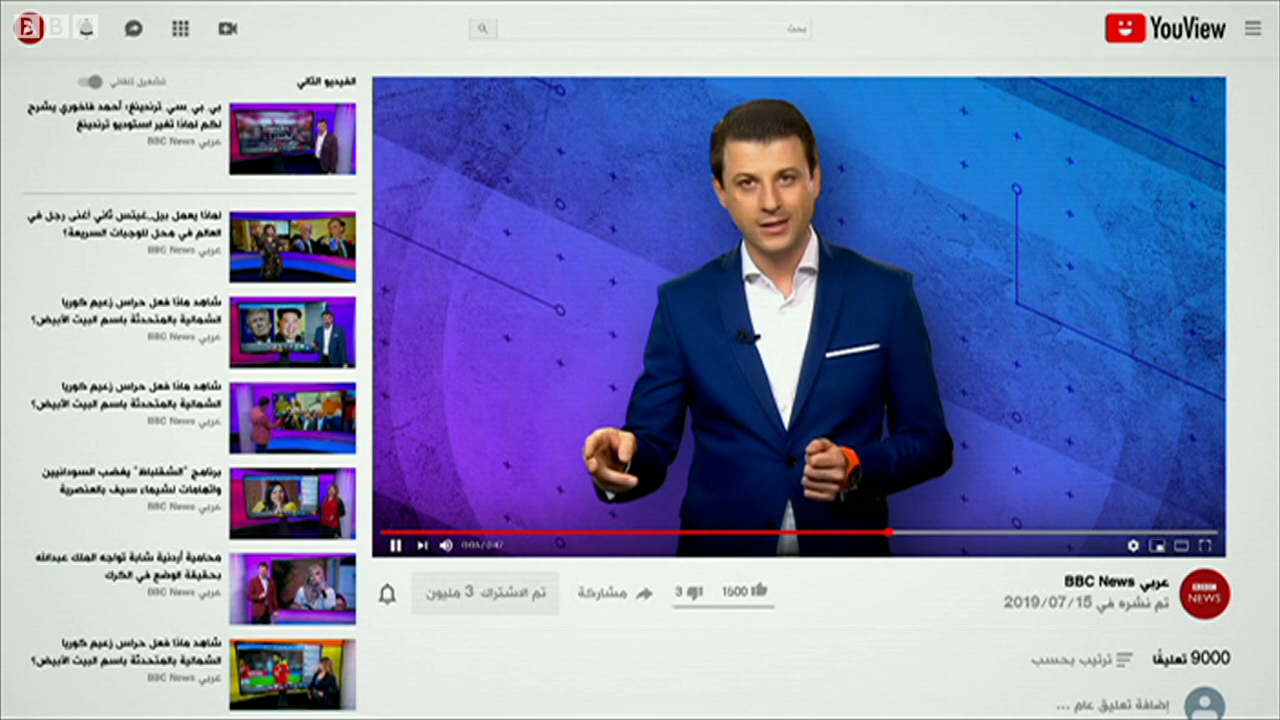 YouView
بحث
BBC
الفيديو التالي
تشغيل تلقائي
بي. بي. سي ترندينغ: أحمد فاخوري يشرح
لكم لماذا تغير استوديو ترندينغ
عربي BBC News
لماذا يعمل بيل غيتس ثاني أغنى رجل في
العالم في محل للوجبات السريعة؟
عربي BBC News
شاهد ماذا فعل حراس زعيم كوريا
الشمالية بالمتحدثة باسم البيت الأبيض؟
عربي BBC News
شاهد ماذا فعل حراس زعيم كوريا
الشمالية بالمتحدثة باسم البيت الأبيض؟
عربي BBC News
برنامج "الشقلباظ" يغضب السودانيين
واتهامات لشيماء سيف بالعنصرية
عربي BBC News
محامية أردنية شابة تواجه الملك عبدالله
بحقيقة الوضع في الكرك
عربي BBC News
شاهد ماذا فعل حراس زعيم كوريا
الشمالية بالمتحدثة باسم البيت الأبيض؟
عربي BBC News
BBC NEWS
عربي BBC News
تم نشره في 2019/07/15
1500
3
مشاركة
تم الاشتراك 3 مليون
9000 تعليقًا
ترتيب بحسب
إضافة تعليق عام ...